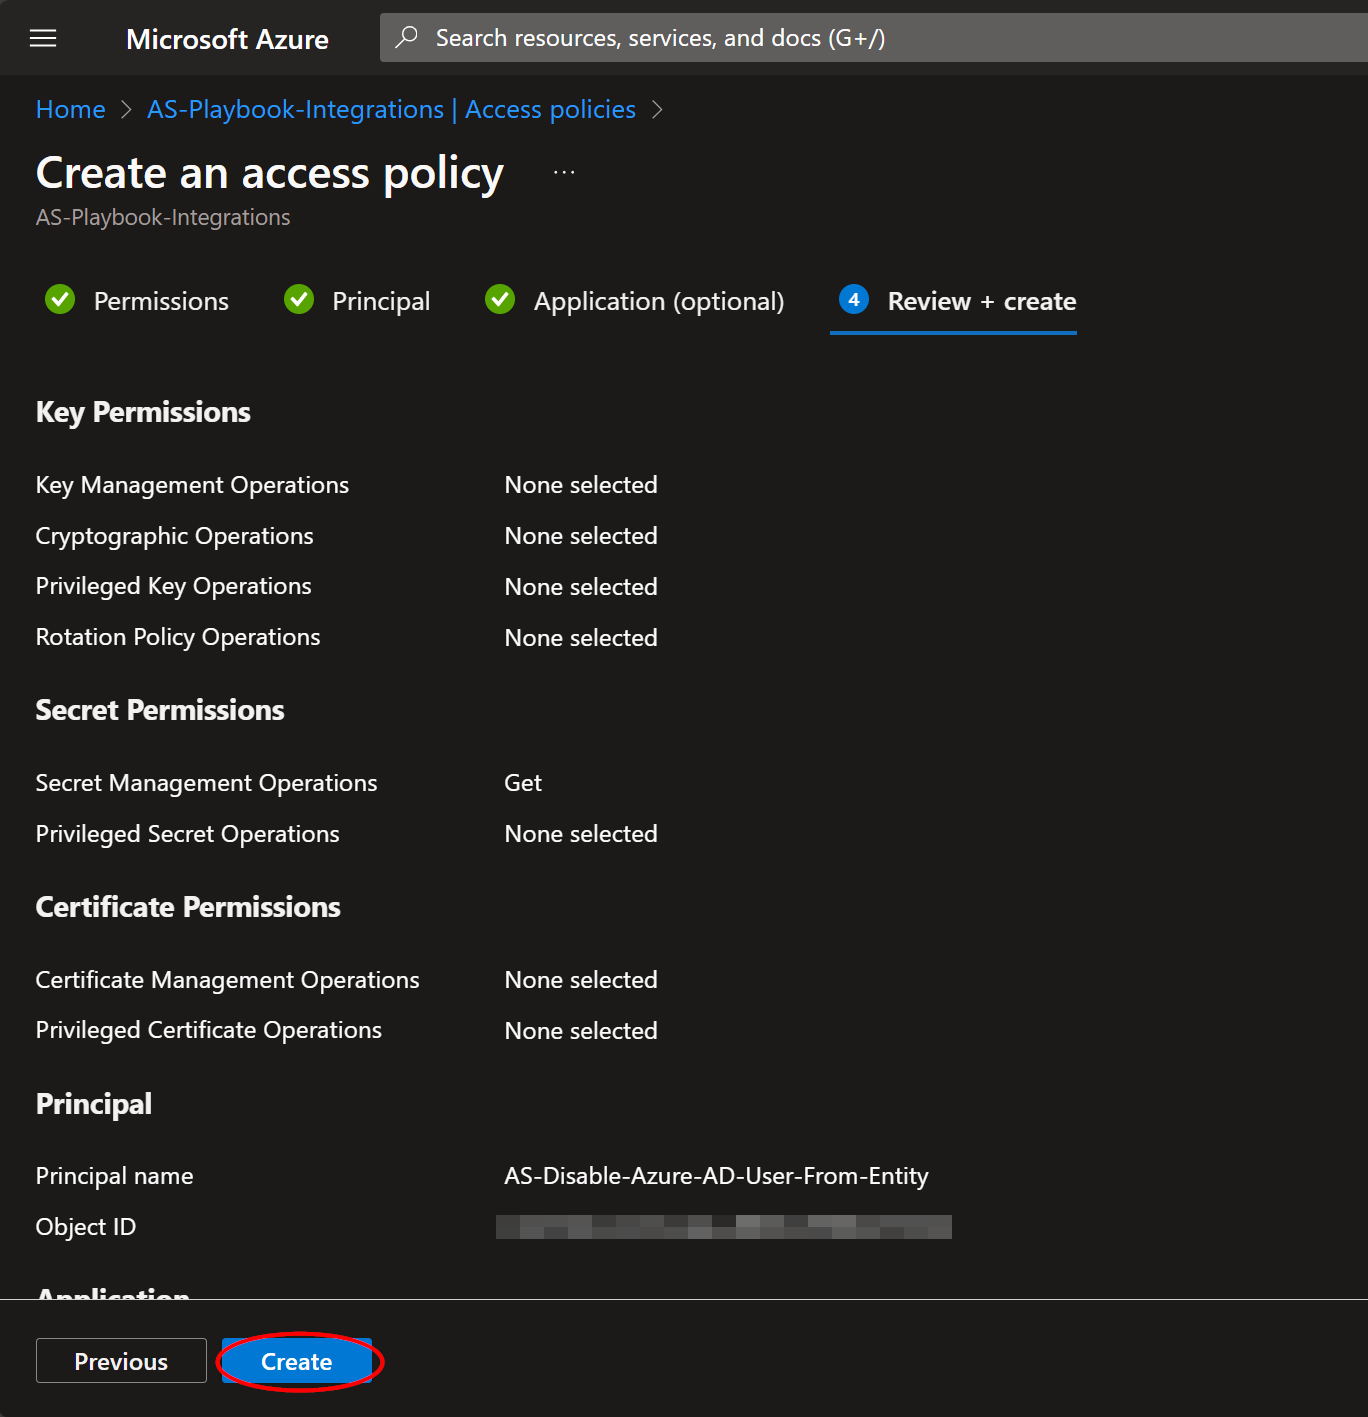 Microsoft Azure
Search resources, services, and docs (G+/)
Home > AS-Playbook-Integrations | Access policies >
Create an access policy ...
AS-Playbook-Integrations
Permissions Principal Application (optional) 4 Review + create
Key Permissions
Key Management Operations None selected
Cryptographic Operations None selected
Privileged Key Operations None selected
Rotation Policy Operations None selected
Secret Permissions
Secret Management Operations Get
Privileged Secret Operations None selected
Certificate Permissions
Certificate Management Operations None selected
Privileged Certificate Operations None selected
Principal
Principal name AS-Disable-Azure-AD-User-From-Entity
Object ID
Application
Previous Create